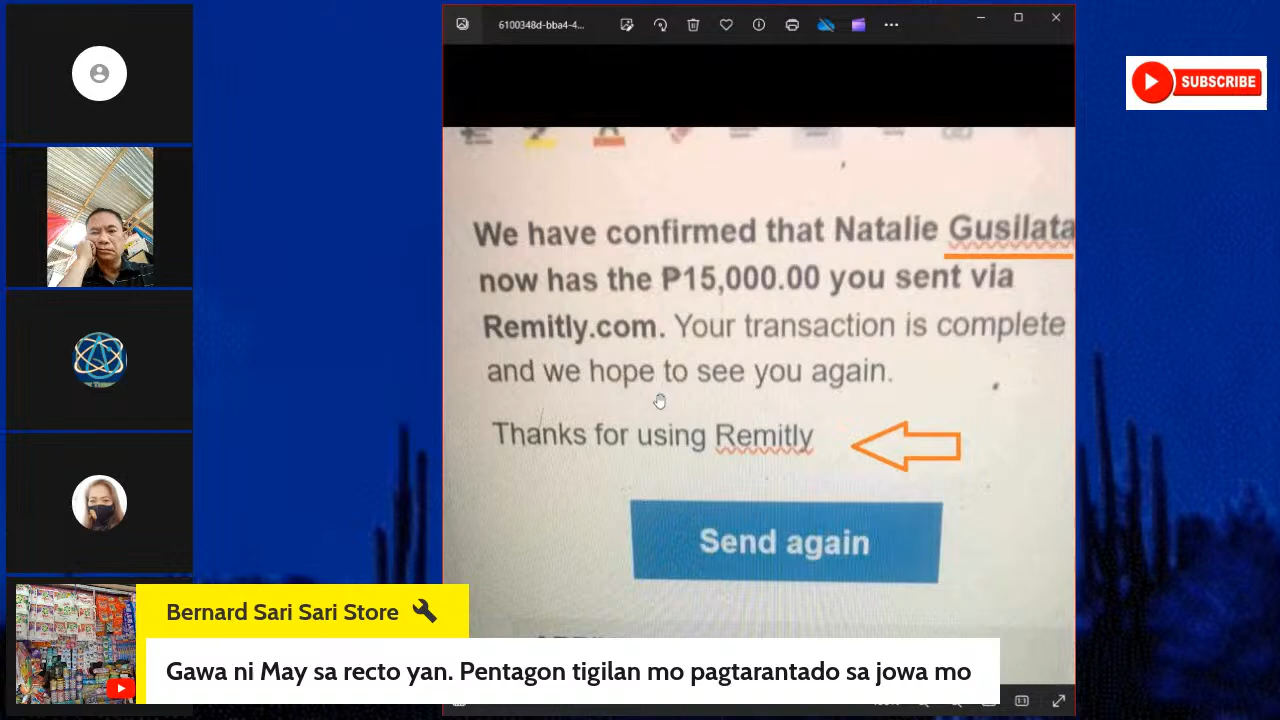 6100348d-bba4-4...
SUBSCRIBE
We have confirmed that Natalie Gusilata
now has the ₱15,000.00 you sent via
Remitly.com. Your transaction is complete
and we hope to see you again.
Thanks for using Remitly
Send again
Bernard Sari Sari Store
Gawa ni May sa recto yan. Pentagon tigilan mo pagtarantado sa jowa mo